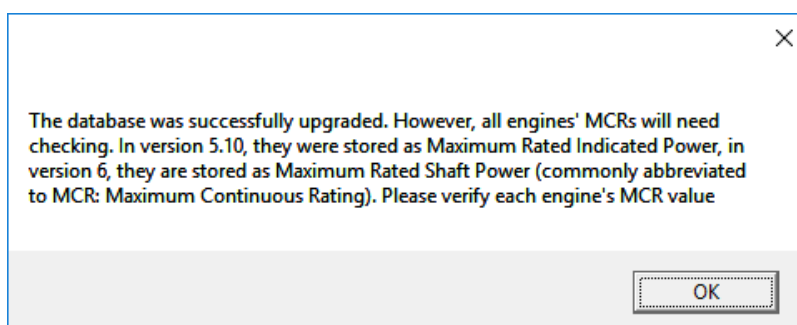 The database was successfully upgraded. However, all engines' MCRs will need
checking. In version 5.10, they were stored as Maximum Rated Indicated Power, in
version 6, they are stored as Maximum Rated Shaft Power (commonly abbreviated
to MCR: Maximum Continuous Rating). Please verify each engine's MCR value
OK